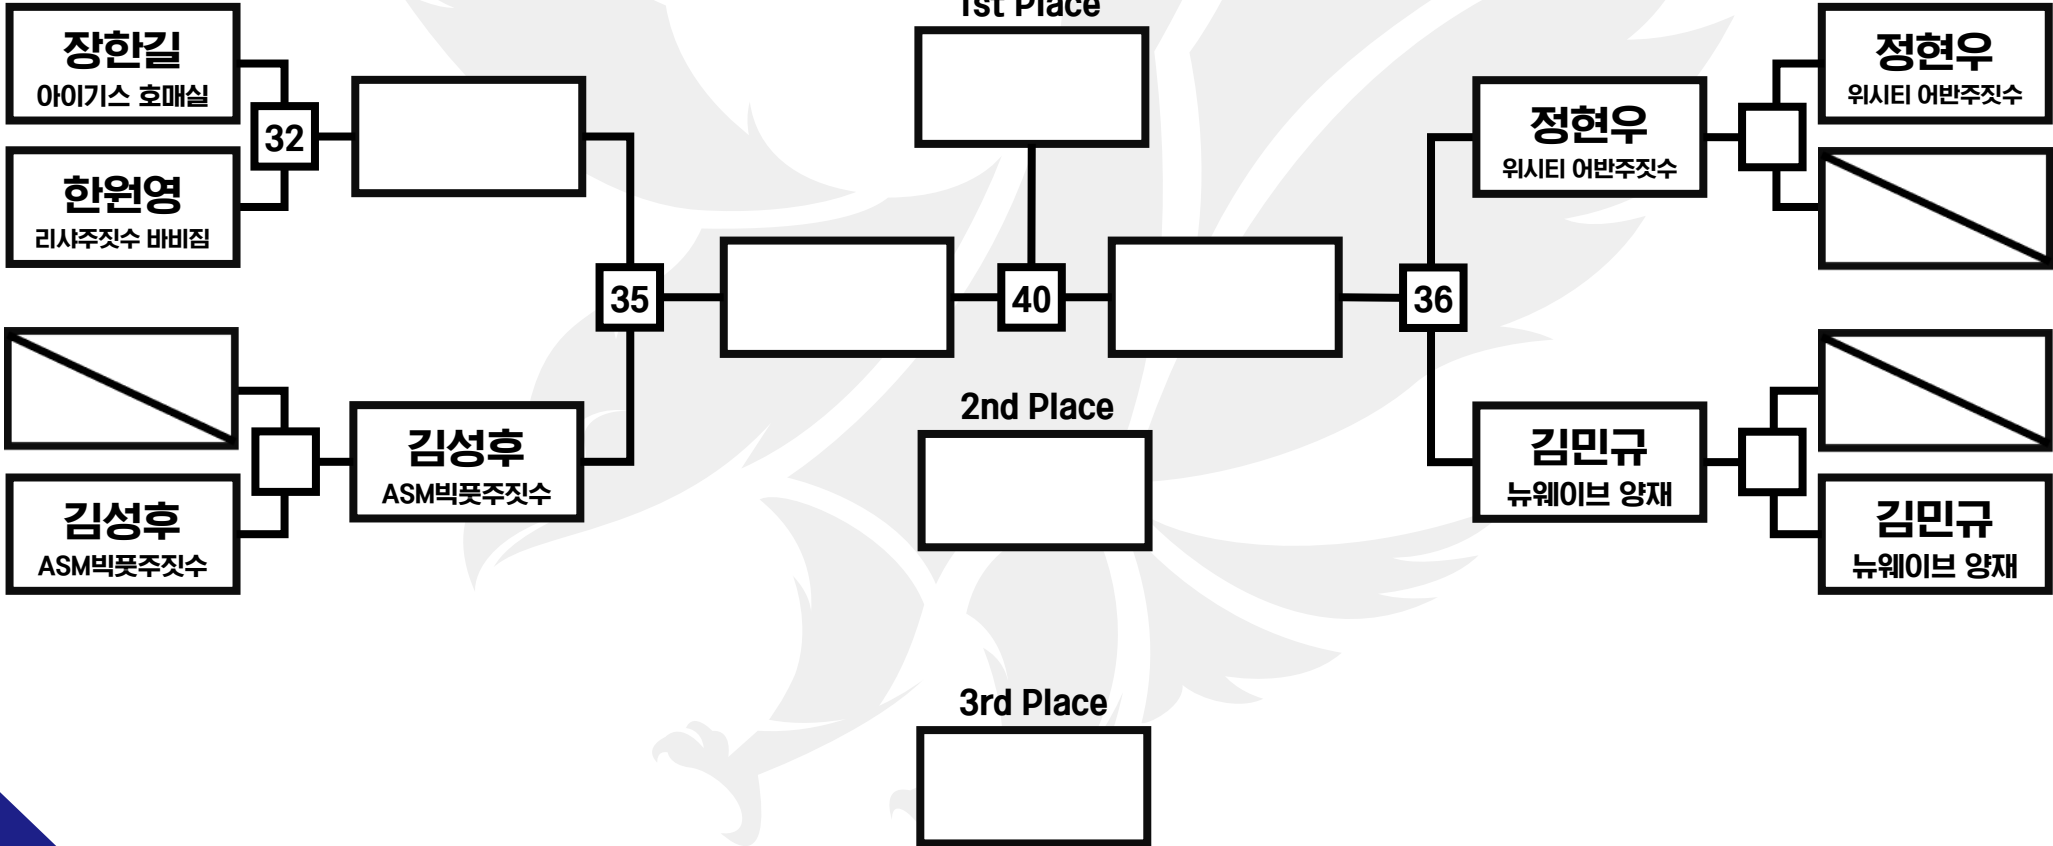 1st Place
장한길
아이기스 호매실
32
한원영
리샤주짓수 바비짐
35
김성후
ASM빅풋주짓수
김성후
ASM빅풋주짓수
40
2nd Place
3rd Place
36
정현우
위시티 어반주짓수
정현우
위시티 어반주짓수
김민규
뉴웨이브 양재
김민규
뉴웨이브 양재